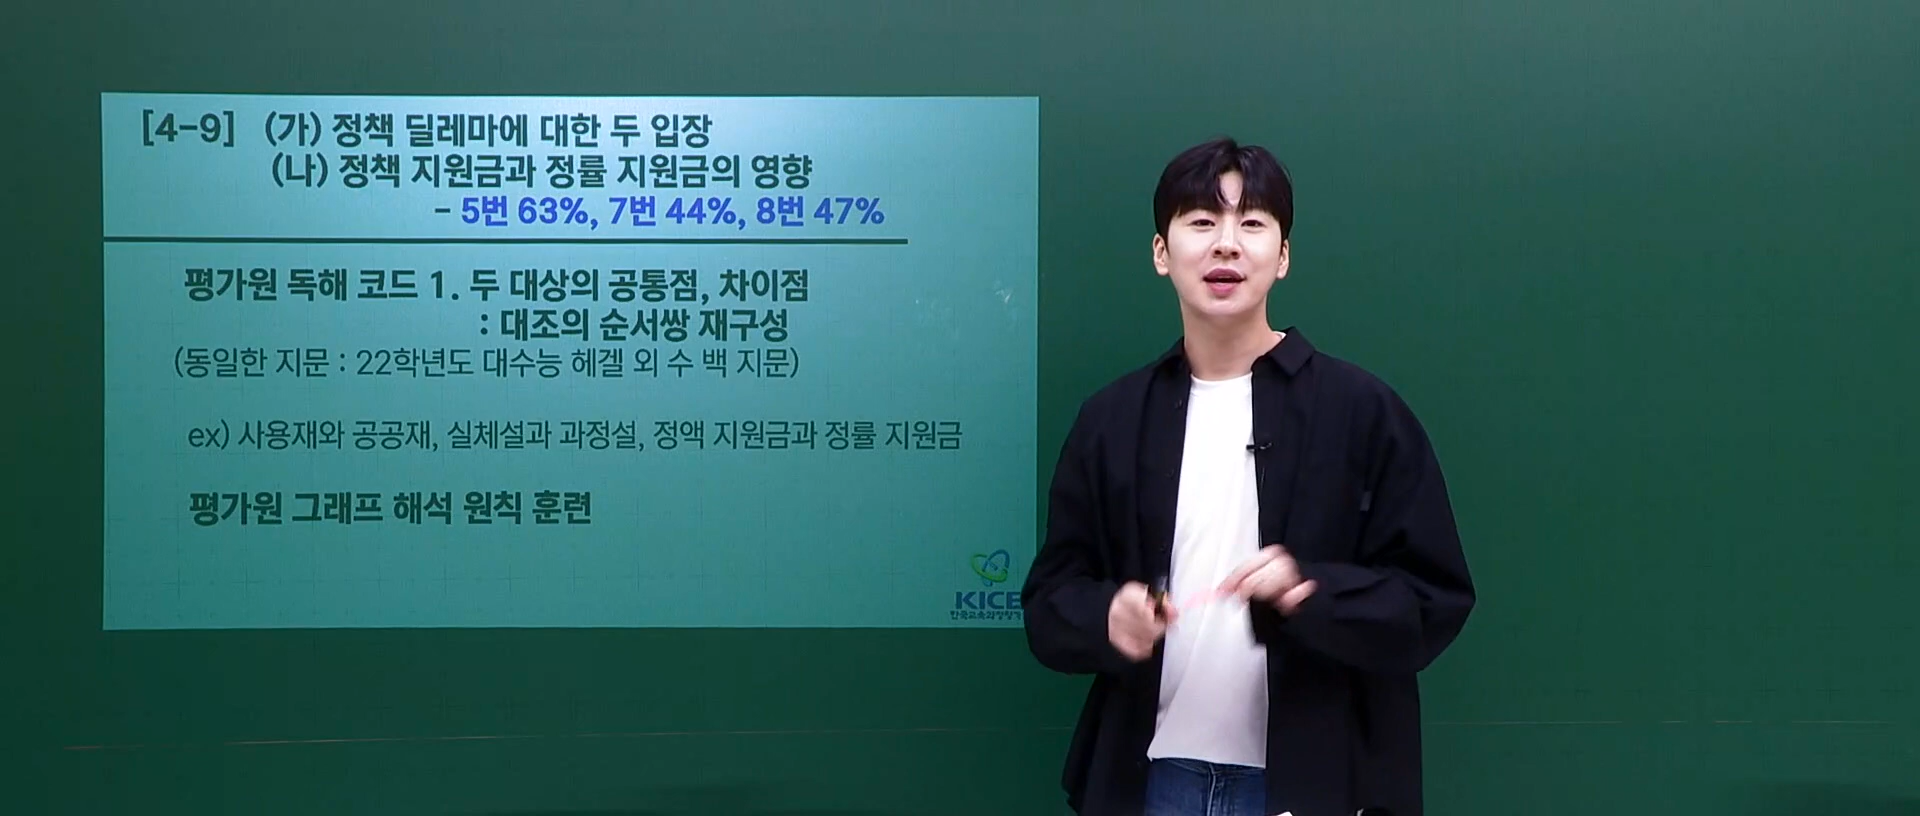 [4-9] (가) 정책 딜레마에 대한 두 입장
(나) 정책 지원금과 정률 지원금의 영향
- 5번 63%, 7번 44%, 8번 47%
평가원 독해 코드 1. 두 대상의 공통점, 차이점
: 대조의 순서쌍 재구성
(동일한 지문 : 22학년도 대수능 헤겔 외 수 백 지문)
ex) 사용재와 공공재, 실체설과 과정설, 정액 지원금과 정률 지원금
평가원 그래프 해석 원칙 훈련
KICE